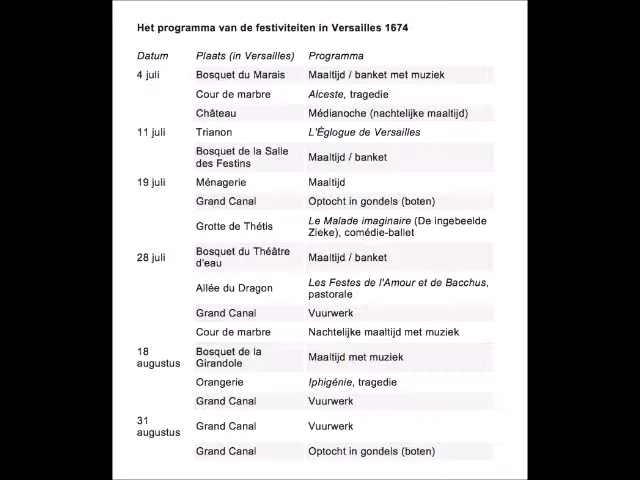 Het programma van de festiviteiten in Versailles 1674
Datum Plaats (in Versailles) Programma
4 juli Bosquet du Marais Maaltijd / banket met muziek
Cour de marbre Alceste, tragedie
Château Médianoche (nachtelijke maaltijd)
11 juli Trianon L'Églogue de Versailles
Bosquet de la Salle
des Festins Maaltijd / banket
19 juli Ménagerie Maaltijd
Grand Canal Optocht in gondels (boten)
Grotte de Thétis Le Malade imaginaire (De ingebeelde
Zieke), comédie-ballet
28 juli Bosquet du Théâtre
d'eau Maaltijd / banket
Allée du Dragon Les Festes de l'Amour et de Bacchus,
pastorale
Grand Canal Vuurwerk
Cour de marbre Nachtelijke maaltijd met muziek
18
augustus Bosquet de la
Girandole Maaltijd met muziek
Orangerie Iphigénie, tragedie
Grand Canal Vuurwerk
31
augustus Grand Canal Vuurwerk
Grand Canal Optocht in gondels (boten)